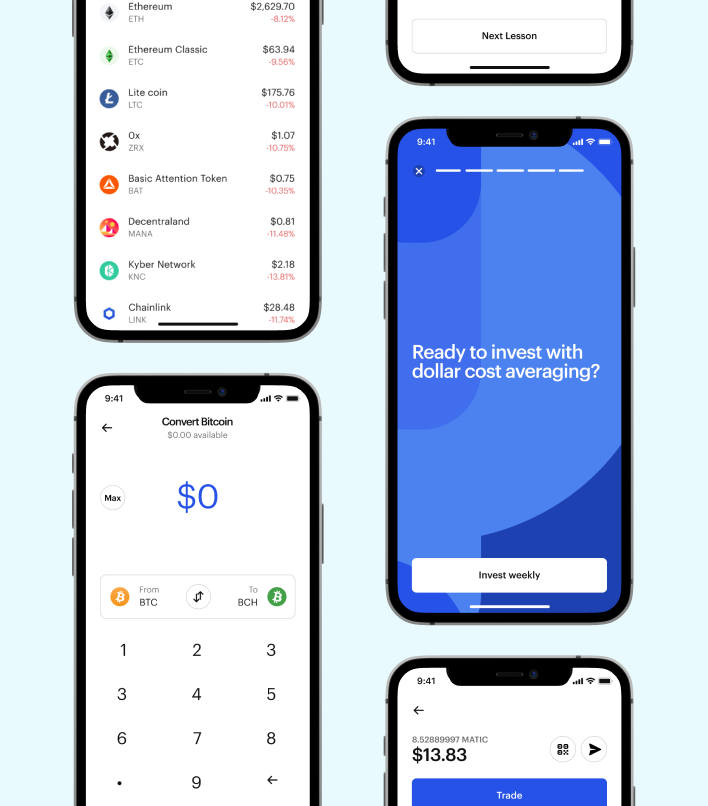 Ethereum
$2,629.70
ETH
-8.12%
Ethereum Classic
$63.94
ETC
-9.56%
Lite coin
$175.76
LTC
-10.01%
0x
$1.07
ZRX
-10.75%
Basic Attention Token
$0.75
BAT
-10.35%
Decentraland
$0.81
MANA
-11.48%
Kyber Network
$2.18
KNC
-13.81%
Chainlink
$28.48
LINK
-11.74%
Next Lesson
9:41
Ready to invest with
dollar cost averaging?
Invest weekly
9:41
Convert Bitcoin
$0.00 available
Max
$0
From
To
BTC
BCH
1 2 3
3 4 5
6 7 8
. 9
9:41
8.52889997 MATIC
$13.83
Trade